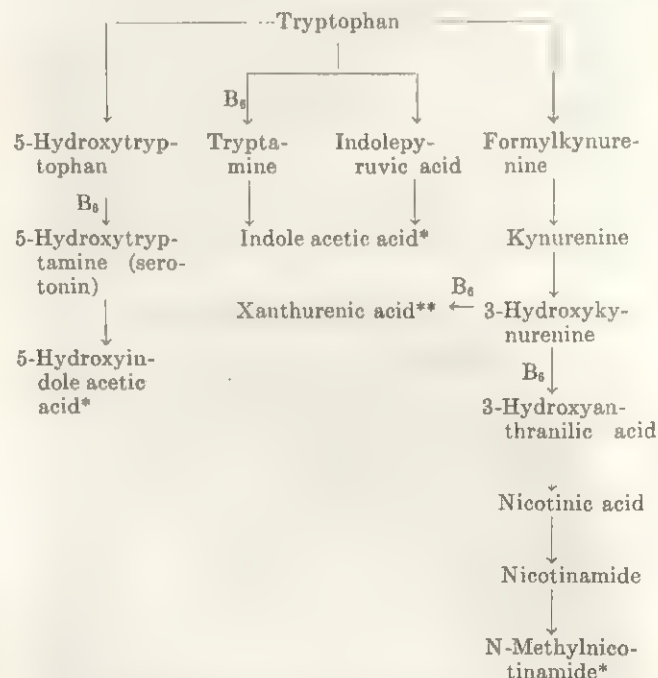 Tryptophan
B₆
5-Hydroxytryp-
tophan
Trypta-
mine
Indolepy-
ruvic acid
Formylkynure-
nine
B₆
5-Hydroxytryp-
tamine (sero-
tonin)
Indole acetic acid*
Kynurenine
B₆
Xanthurenic acid**
3-Hydroxyky-
nurenine
5-Hydroxyin-
dole acetic
acid*
B₆
3-Hydroxyan-
thranilic acid
Nicotinic acid
Nicotinamide
N-Methylnico-
tinamide*